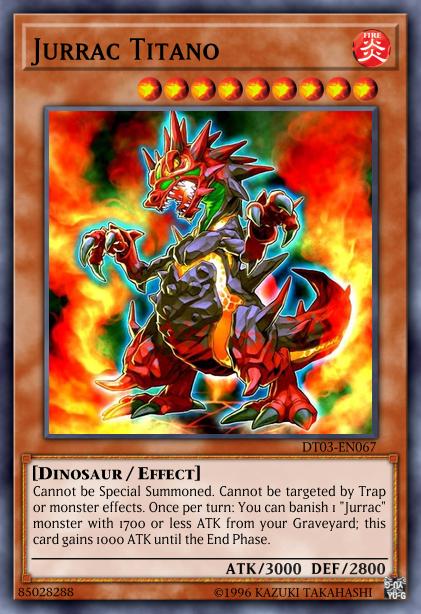 Jurrac Titano
FIRE
炎
DT03-EN067
[Dinosaur / Effect]
Cannot be Special Summoned. Cannot be targeted by Trap
or monster effects. Once per turn: You can banish 1 "Jurrac"
monster with 1700 or less ATK from your Graveyard; this
card gains 1000 ATK until the End Phase.
ATK/3000 DEF/2800
85028288
©1996 KAZUKI TAKAHASHI